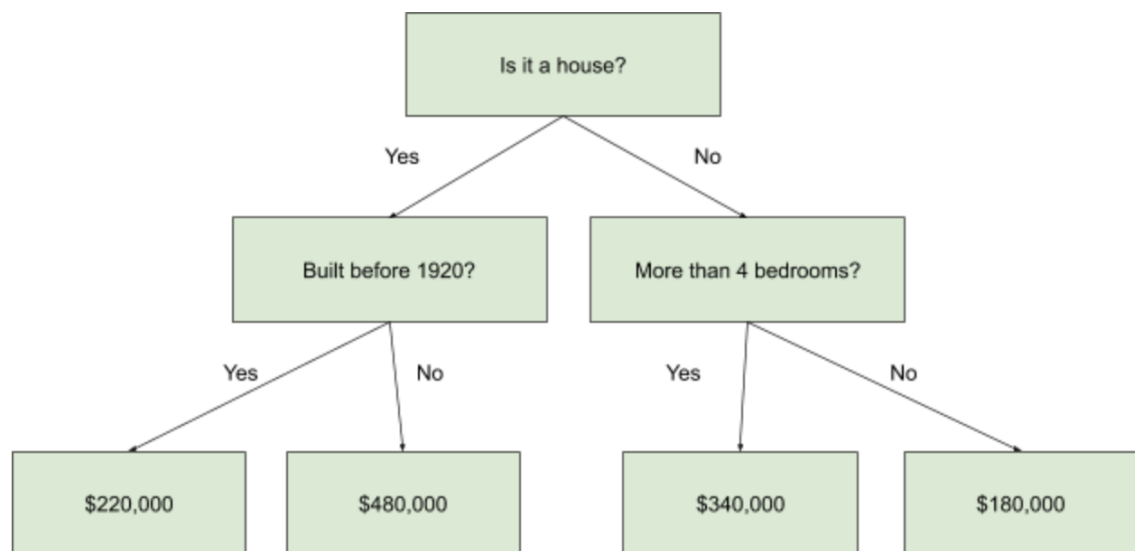 Is it a house?
Yes
No
Built before 1920?
More than 4 bedrooms?
Yes
No
Yes
No
$220,000
$480,000
$340,000
$180,000